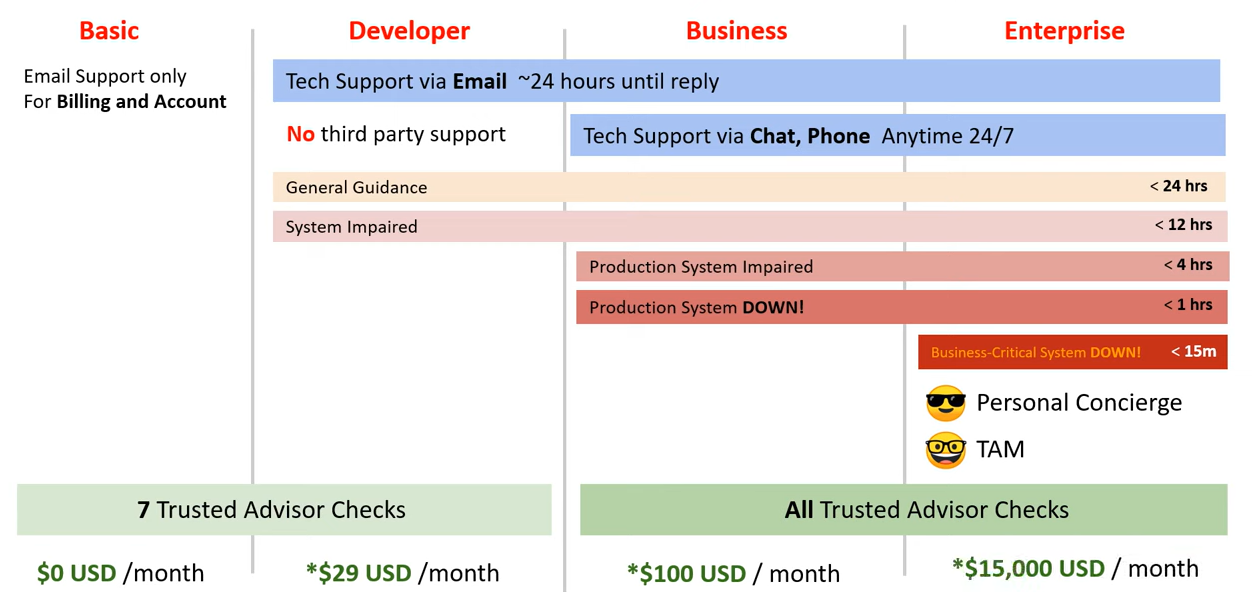 Basic
Developer
Business
Enterprise
Email Support only
For Billing and Account
Tech Support via Email ~24 hours until reply
No third party support
Tech Support via Chat, Phone Anytime 24/7
General Guidance
< 24 hrs
System Impaired
< 12 hrs
Production System Impaired
< 4 hrs
Production System DOWN!
< 1 hrs
Business-Critical System DOWN!
< 15m
Personal Concierge
TAM
7 Trusted Advisor Checks
All Trusted Advisor Checks
$0 USD /month
*$29 USD /month
*$100 USD / month
*$15,000 USD / month